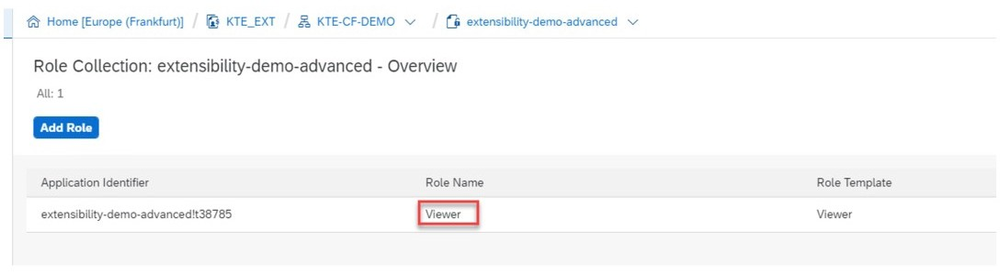 Home [Europe (Frankfurt)] / KTE_EXT / KTE-CF-DEMO / extensibility-demo-advanced
Role Collection: extensibility-demo-advanced - Overview
All: 1
Add Role
Application Identifier Role Name Role Template
extensibility-demo-advanced!t38785 Viewer Viewer